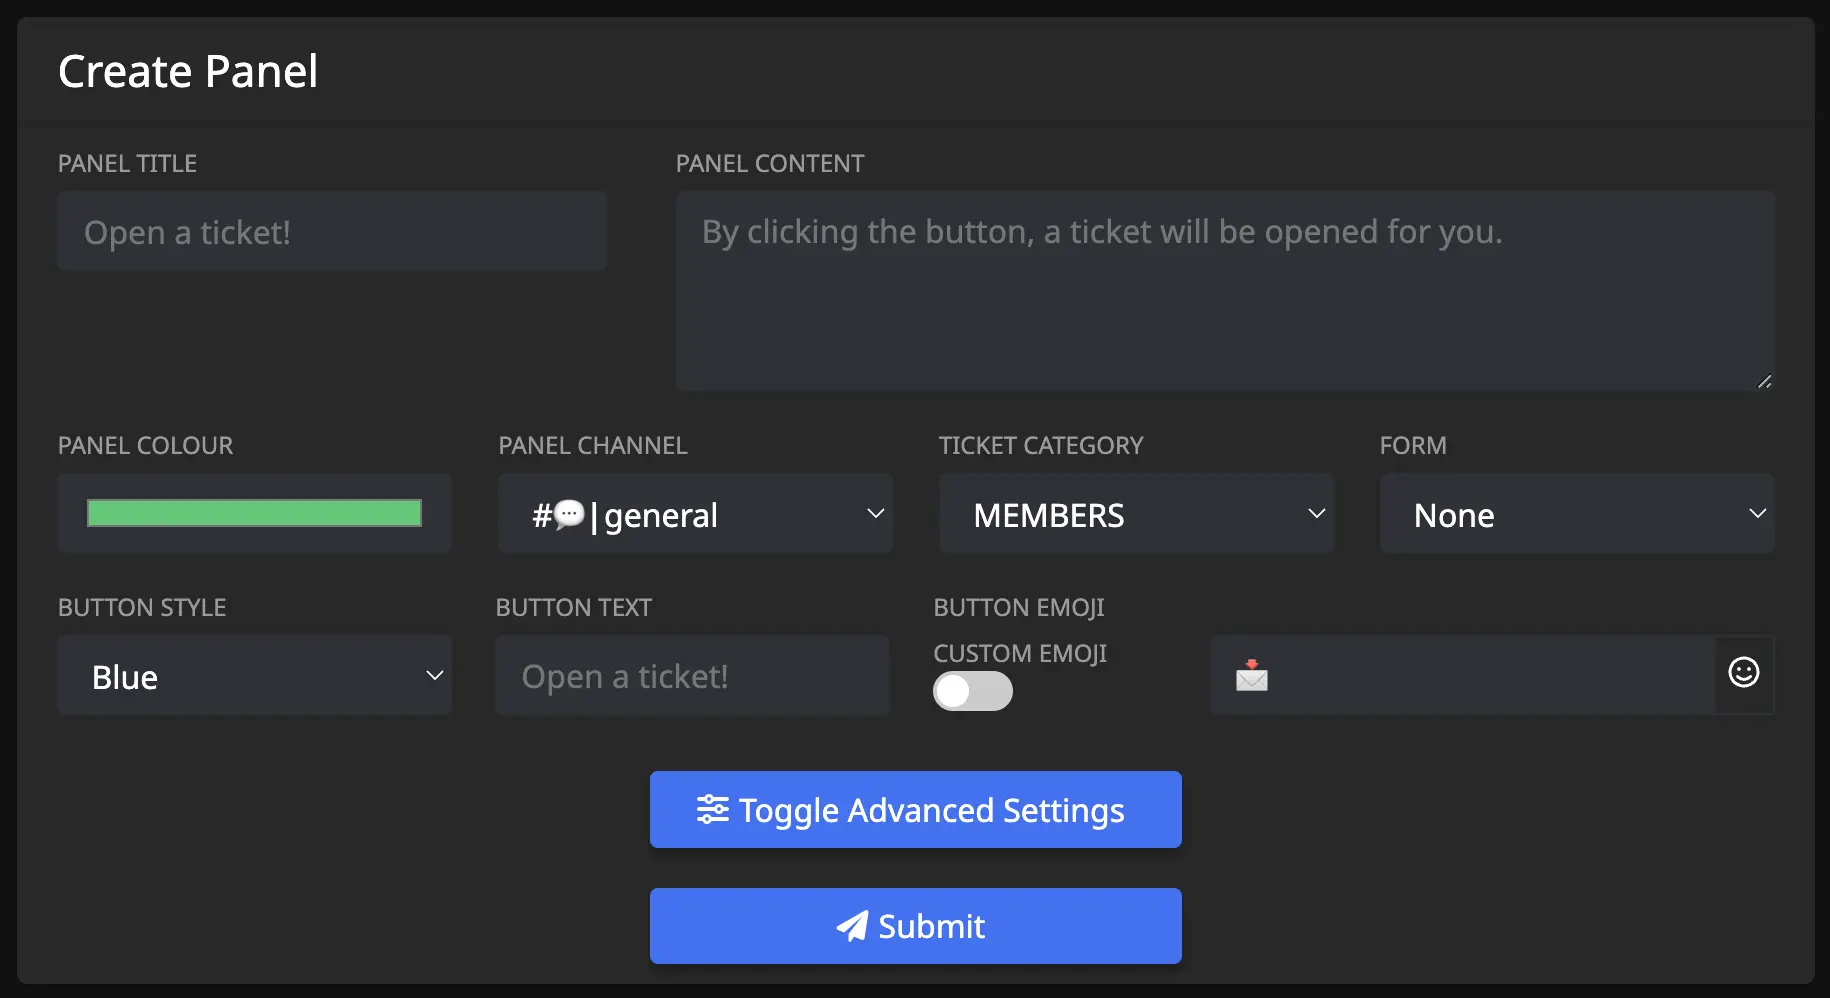 Create Panel
PANEL TITLE
Open a ticket!
PANEL CONTENT
By clicking the button, a ticket will be opened for you.
PANEL COLOUR
PANEL CHANNEL
#💬|general
TICKET CATEGORY
MEMBERS
FORM
None
BUTTON STYLE
Blue
BUTTON TEXT
Open a ticket!
BUTTON EMOJI
CUSTOM EMOJI
📩
Toggle Advanced Settings
Submit